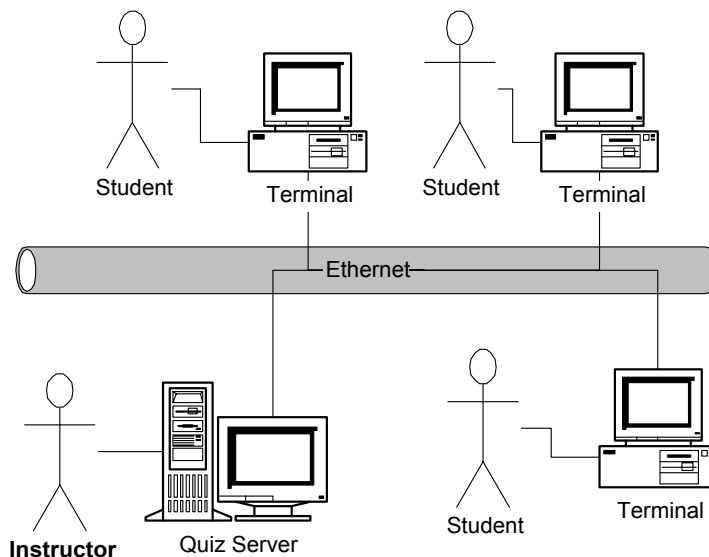 Student
Terminal
Student
Terminal
Ethernet
Instructor
Quiz Server
Student
Terminal